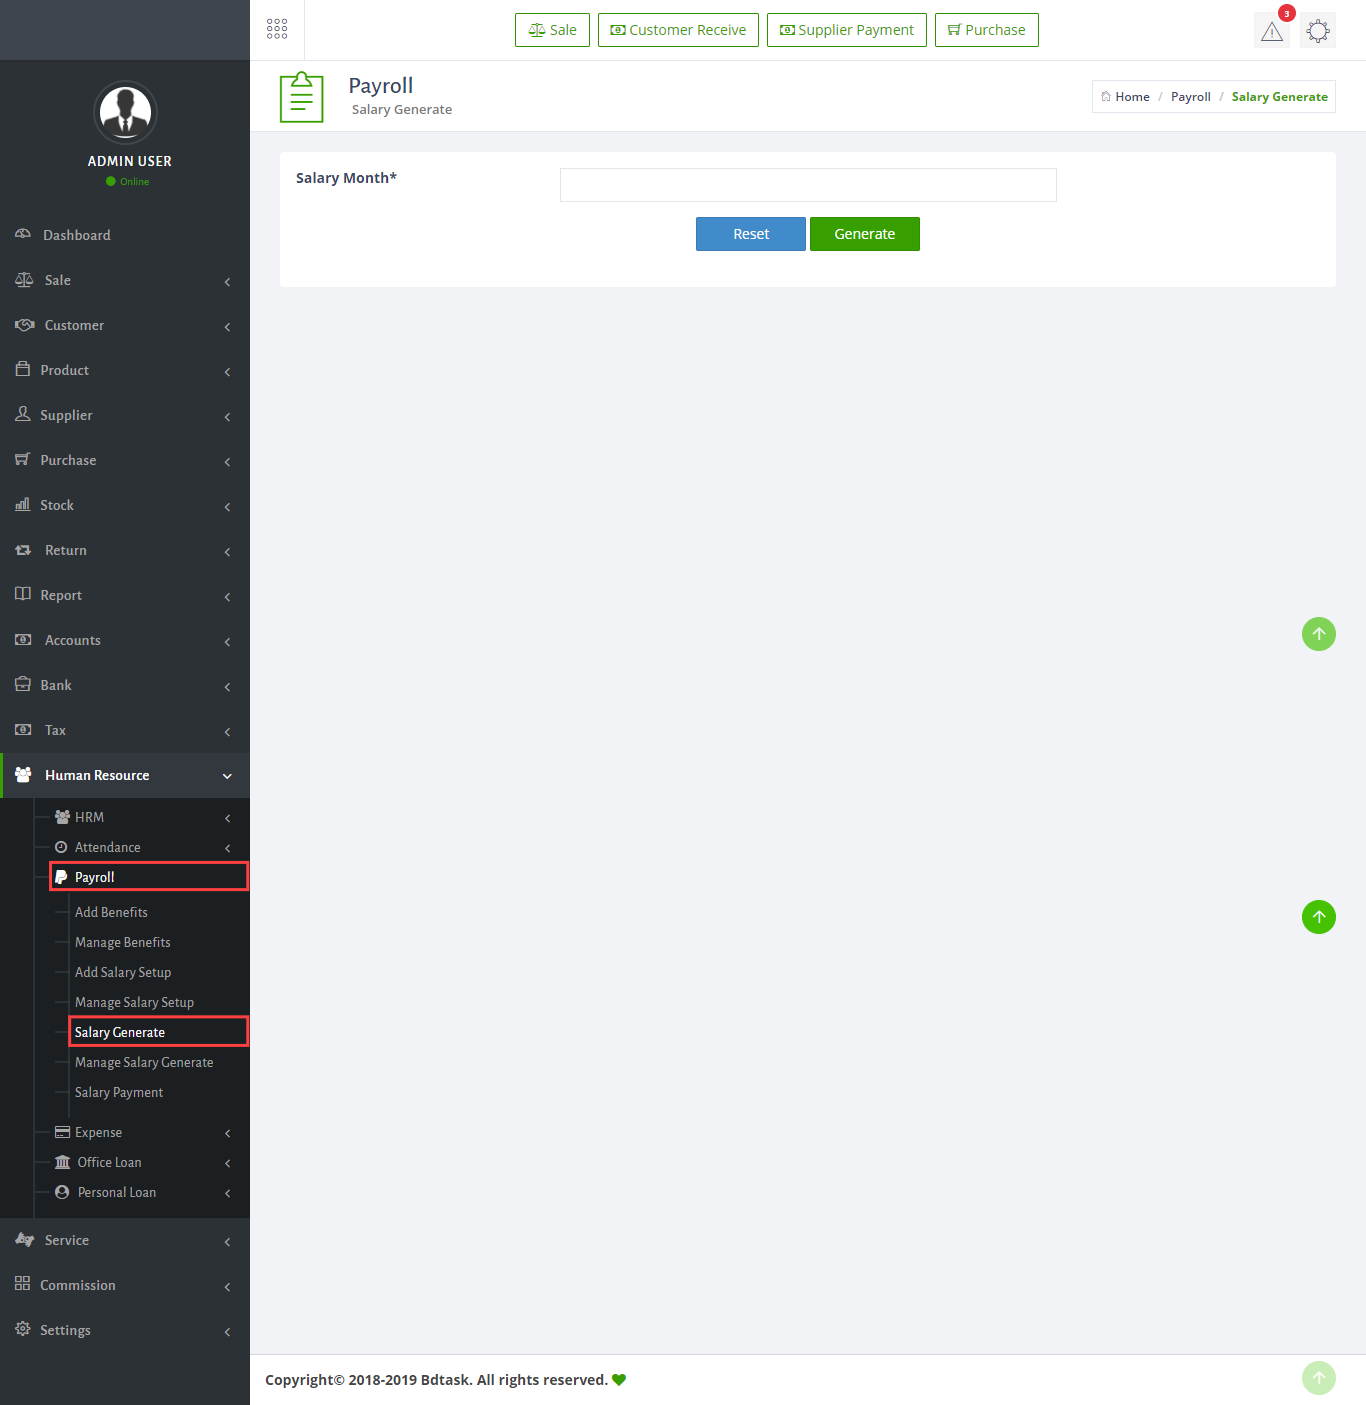 Sale
Customer Receive
Supplier Payment
Purchase
3
Payroll
Salary Generate
Home / Payroll / Salary Generate
ADMIN USER
Online
Dashboard
Sale
Customer
Product
Supplier
Purchase
Stock
Return
Report
Accounts
Bank
Tax
Human Resource
HRM
Attendance
Payroll
Add Benefits
Manage Benefits
Add Salary Setup
Manage Salary Setup
Salary Generate
Manage Salary Generate
Salary Payment
Expense
Office Loan
Personal Loan
Service
Commission
Settings
Salary Month*
Reset
Generate
Copyright© 2018-2019 Bdtask. All rights reserved.